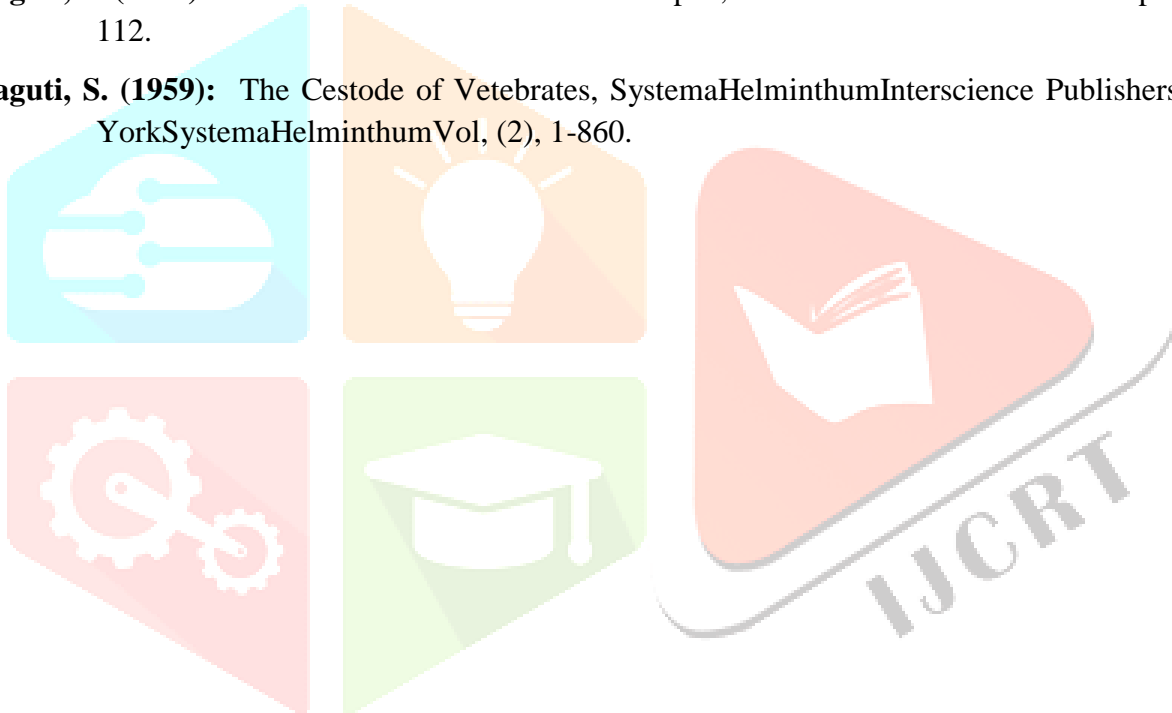 112.
aguti, S. (1959): The Cestode of Vetebrates, SystemaHelminthumInterscience Publishers
YorkSystemaHelminthumVol, (2), 1-860.
IJCRT